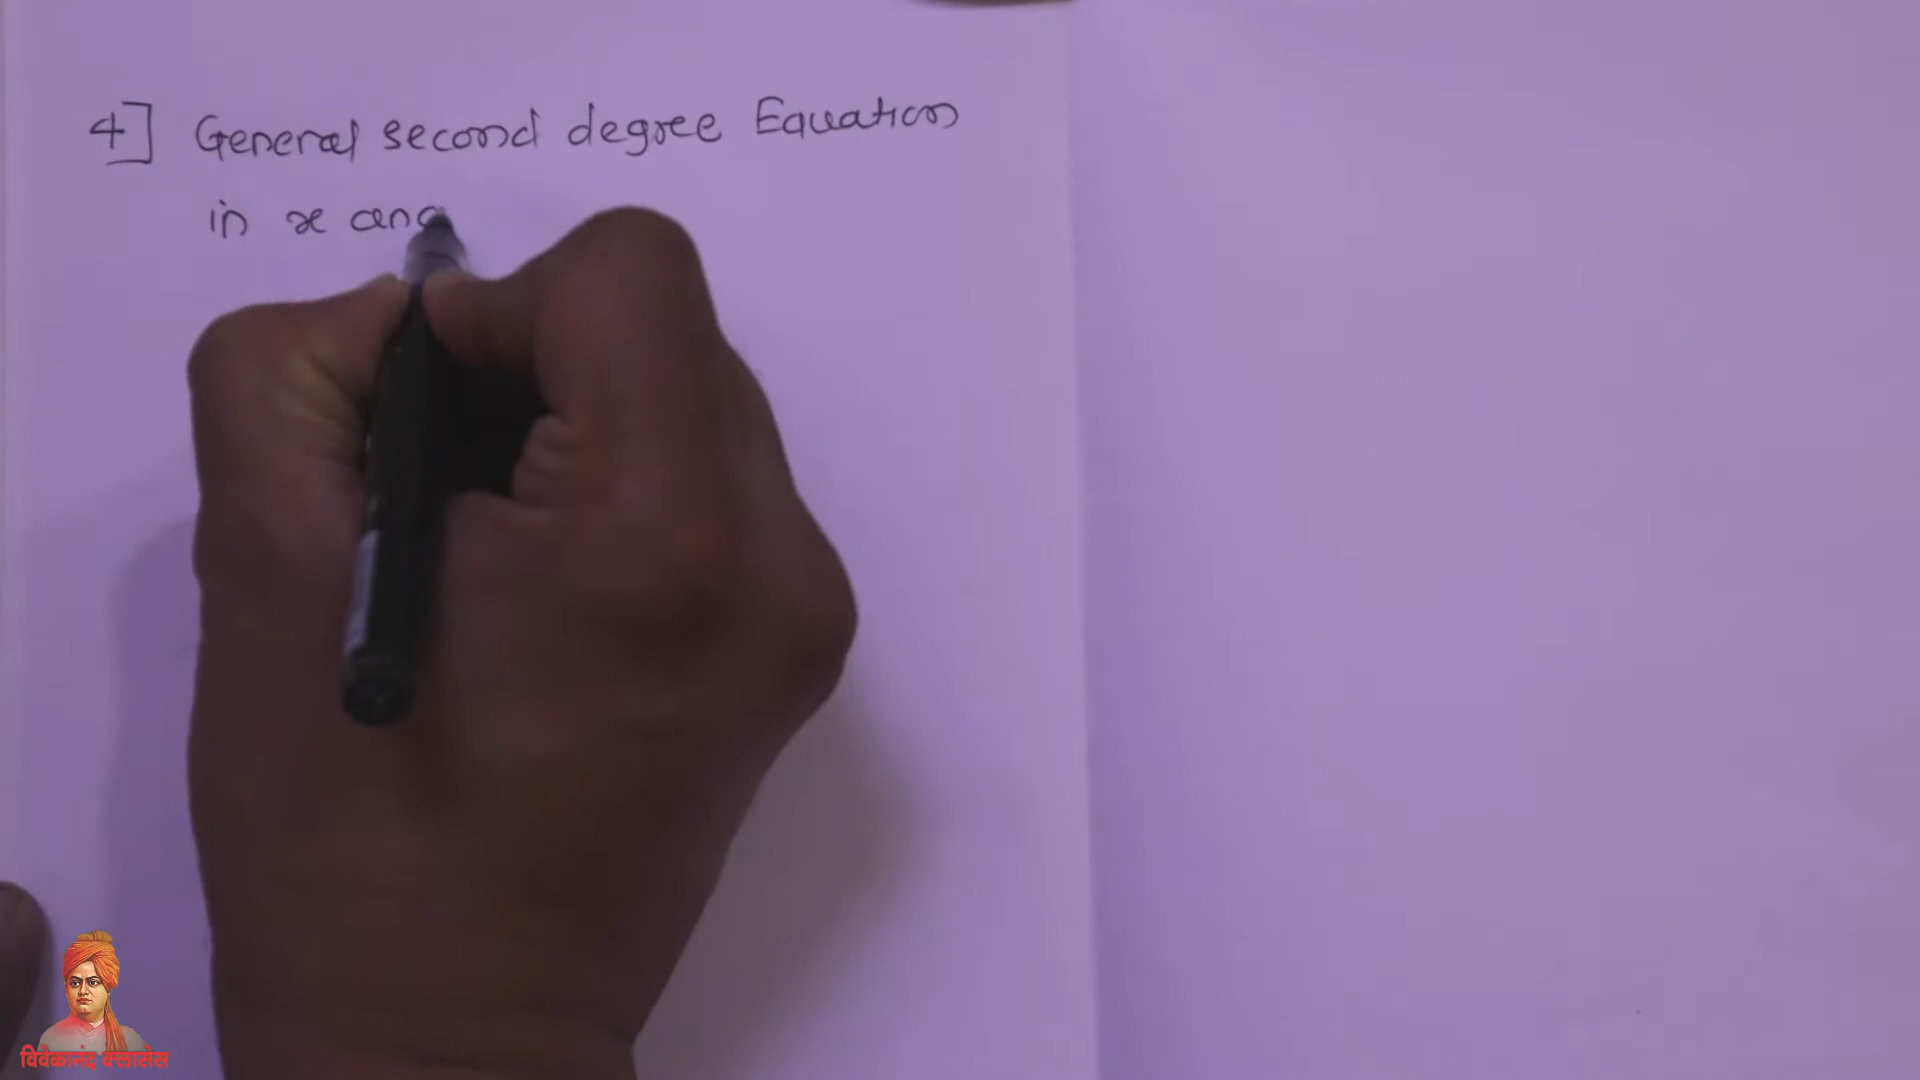 4] General second degree Equation
in x and
विवेकानंद क्लासेस